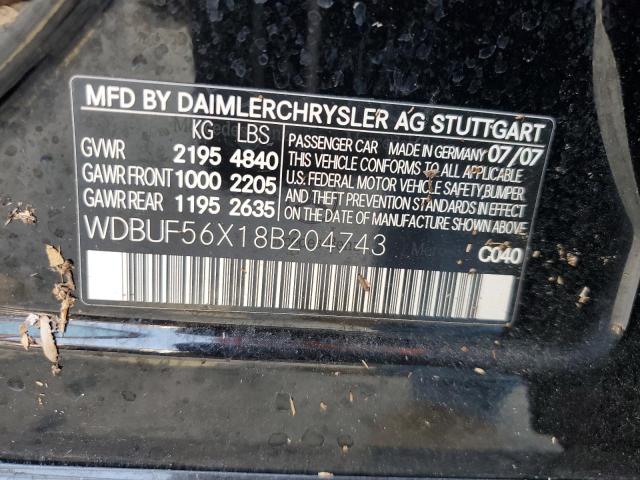 MFD BY DAIMLERCHRYSLER AG STUTTGART
KG LBS
GVWR 2195 4840
GAWR FRONT 1000 2205
GAWR REAR 1195 2635
PASSENGER CAR MADE IN GERMANY 07/07
THIS VEHICLE CONFORMS TO ALL APPLICABLE
U.S. FEDERAL MOTOR VEHICLE SAFETY, BUMPER
AND THEFT PREVENTION STANDARDS IN EFFECT
ON THE DATE OF MANUFACTURE SHOWN ABOVE
WDBUF56X18B204743
C040